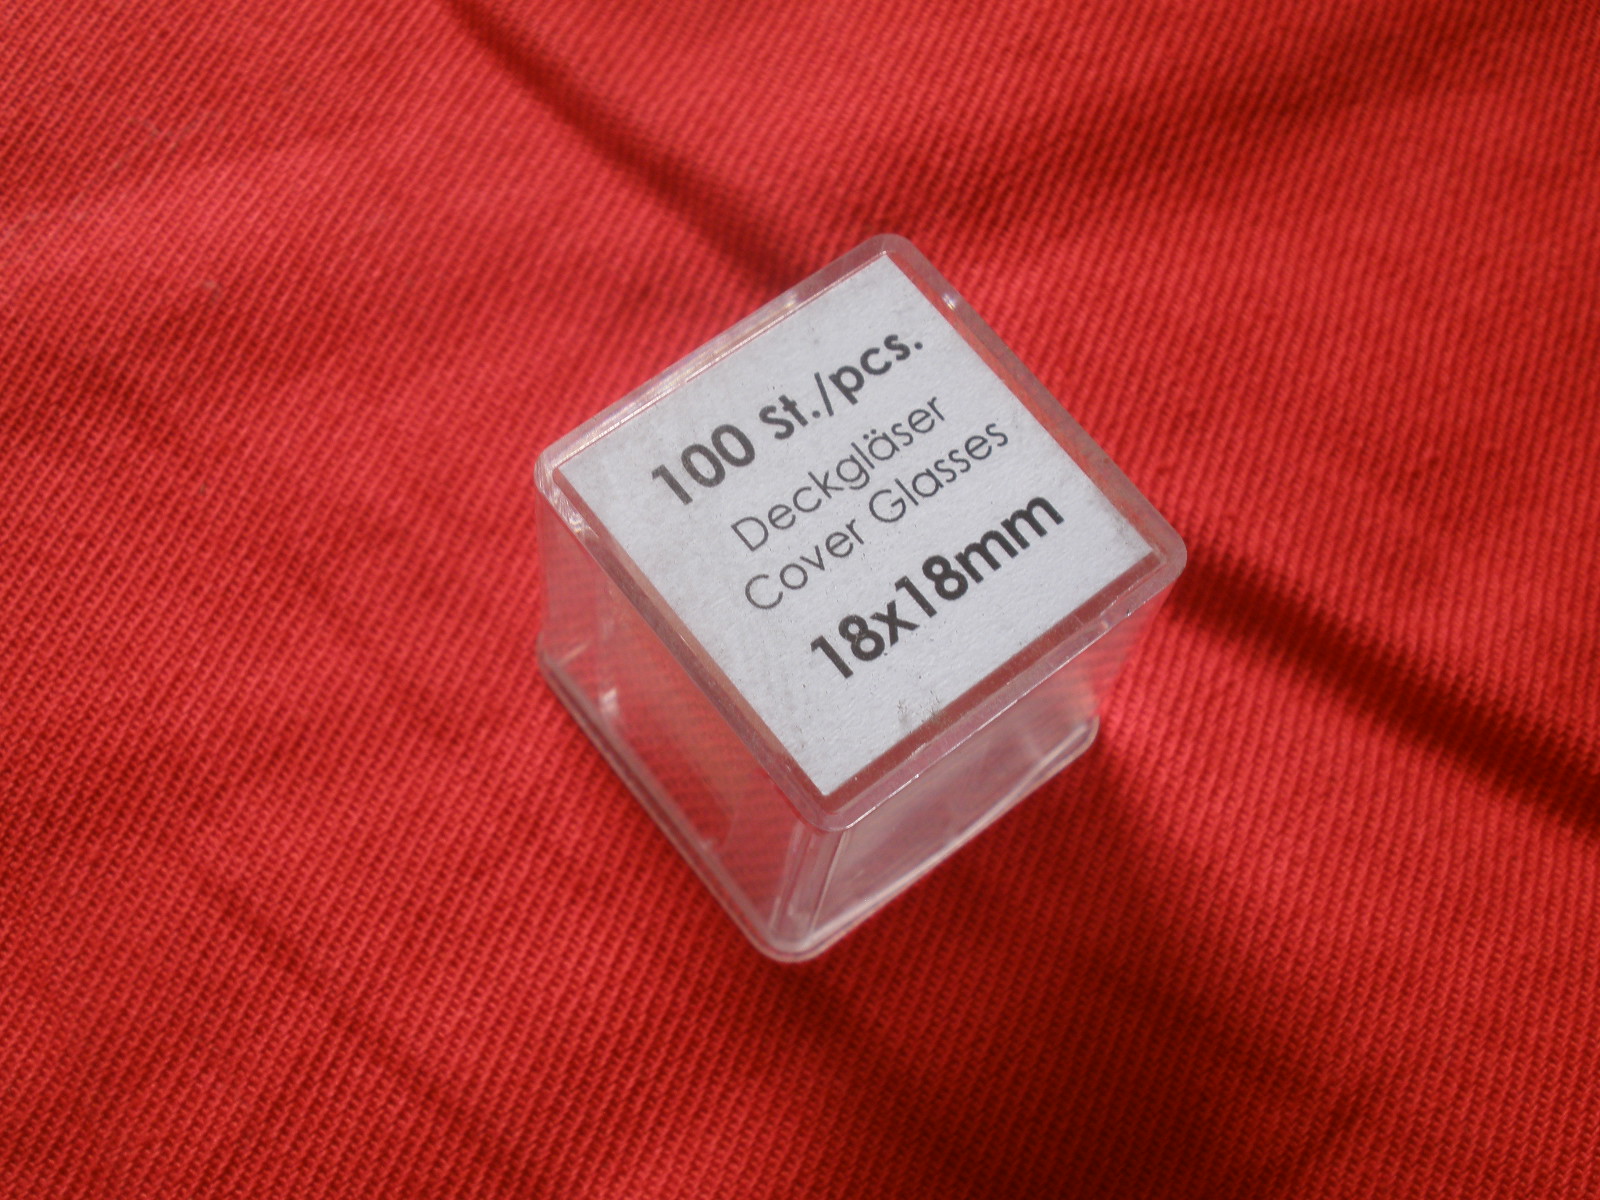 100 St./pcs.
Deckgläser
Cover Glasses
18x18mm